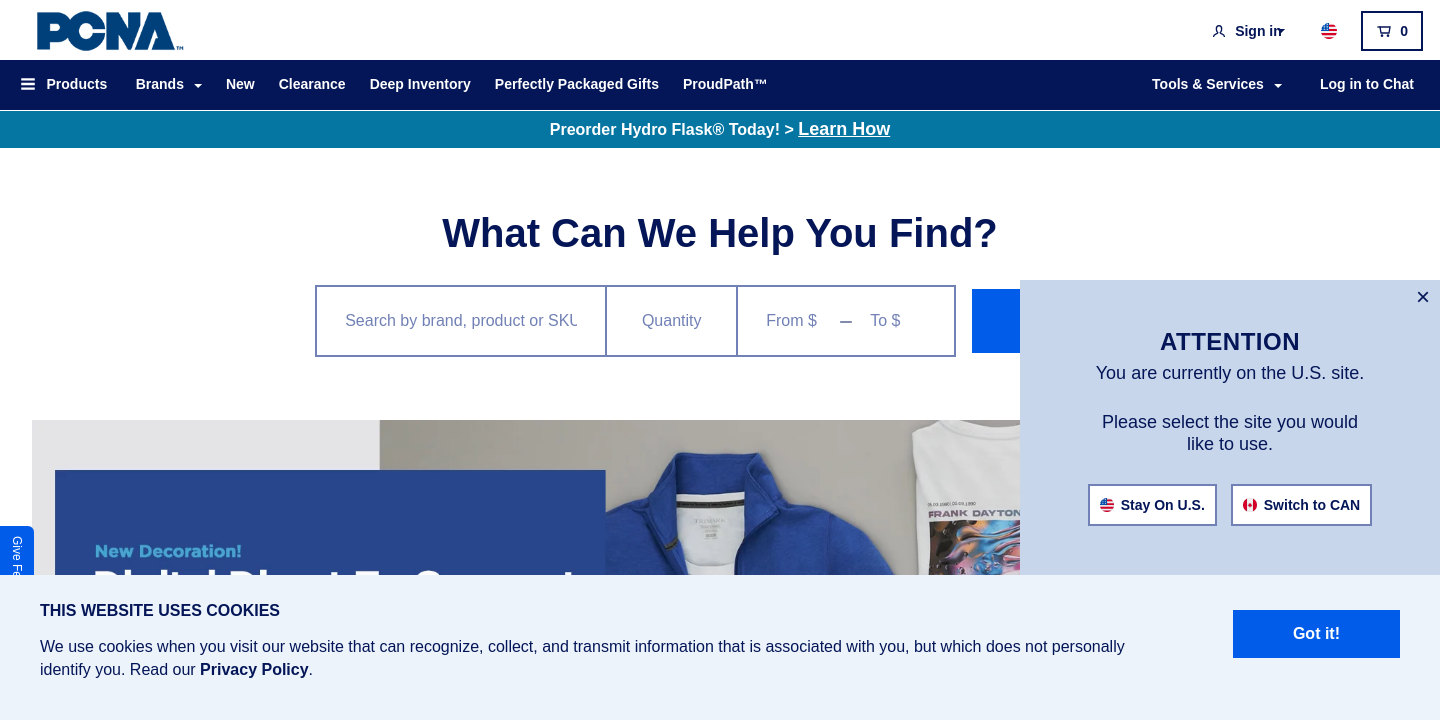 PCNA™
Sign in
0
Products
Brands
New
Clearance
Deep Inventory
Perfectly Packaged Gifts
ProudPath™
Tools & Services
Log in to Chat
Preorder Hydro Flask® Today! > Learn How
What Can We Help You Find?
Search by brand, product or SKU
Quantity
From $
To $
ATTENTION
You are currently on the U.S. site.
Please select the site you would
like to use.
Stay On U.S.
Switch to CAN
FRANK DAYTON
New Decoration!
Give Fe
THIS WEBSITE USES COOKIES
We use cookies when you visit our website that can recognize, collect, and transmit information that is associated with you, but which does not personally
identify you. Read our Privacy Policy.
Got it!